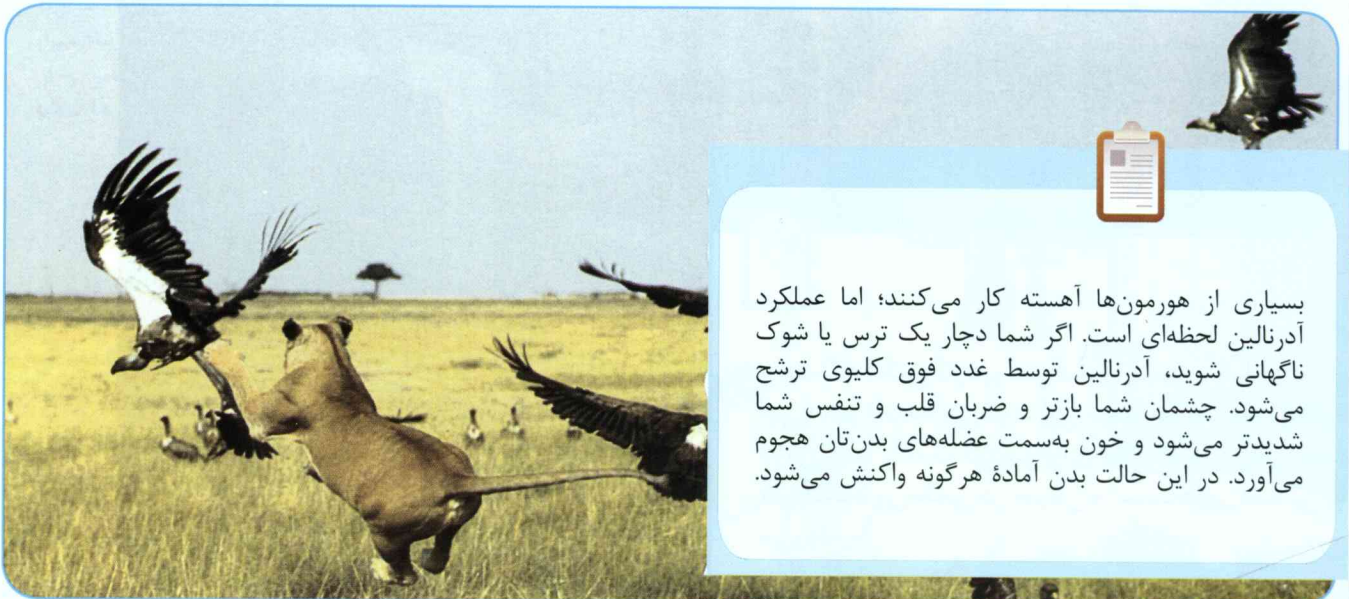 بسیاری از هورمون‌ها آهسته کار می‌کنند؛ اما عملکرد
آدرنالین لحظه‌ای است. اگر شما دچار یک ترس یا شوک
ناگهانی شوید، آدرنالین توسط غدد فوق کلیوی ترشح
می‌شود. چشمان شما بازتر و ضربان قلب و تنفس شما
شدیدتر می‌شود و خون به‌سمت عضله‌های بدن‌تان هجوم
می‌آورد. در این حالت بدن آمادهٔ هرگونه واکنش می‌شود.